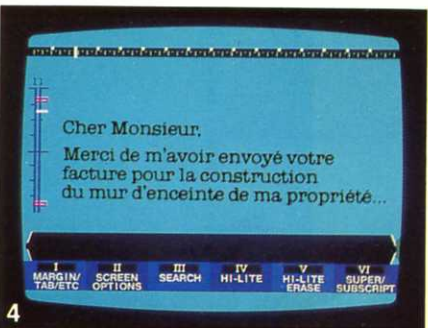 Cher Monsieur,
Merci de m'avoir envoyé votre
facture pour la construction
du mur d'enceinte de ma propriété...
I II III IV V VI
MARGIN/ SCREEN SEARCH HI-LITE HI-LITE SUPER/
TAB/ETC OPTIONS ERASE SUBSCRIPT
4